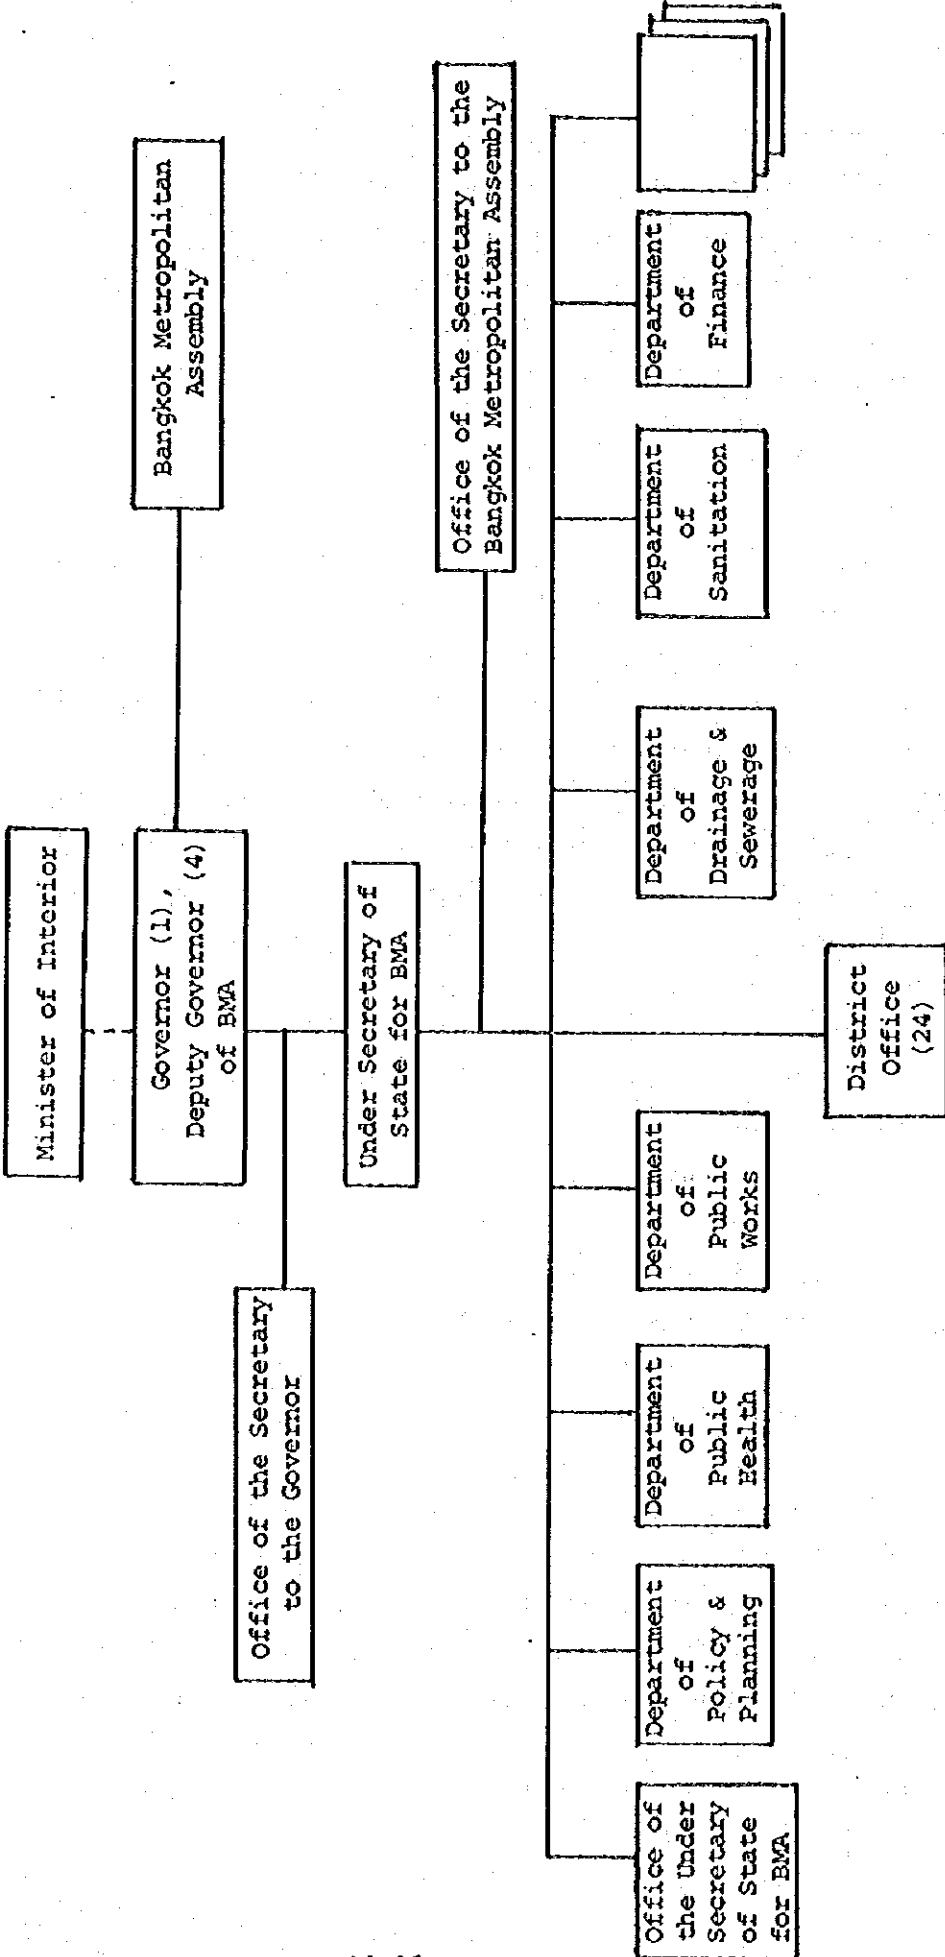 Minister of Interior
Governor (1),
Deputy Governor (4)
of BMA
Bangkok Metropolitan
Assembly
Office of the Secretary
to the Governor
Under Secretary of
State for BMA
Office of the Secretary to the
Bangkok Metropolitan Assembly
Office of
the Under
Secretary
of State
for BMA
Department
of
Policy &
Planning
Department
of
Public
Health
Department
of
Public
Works
Department
of
Drainage &
Sewerage
Department
of
Sanitation
Department
of
Finance
District
Office
(24)